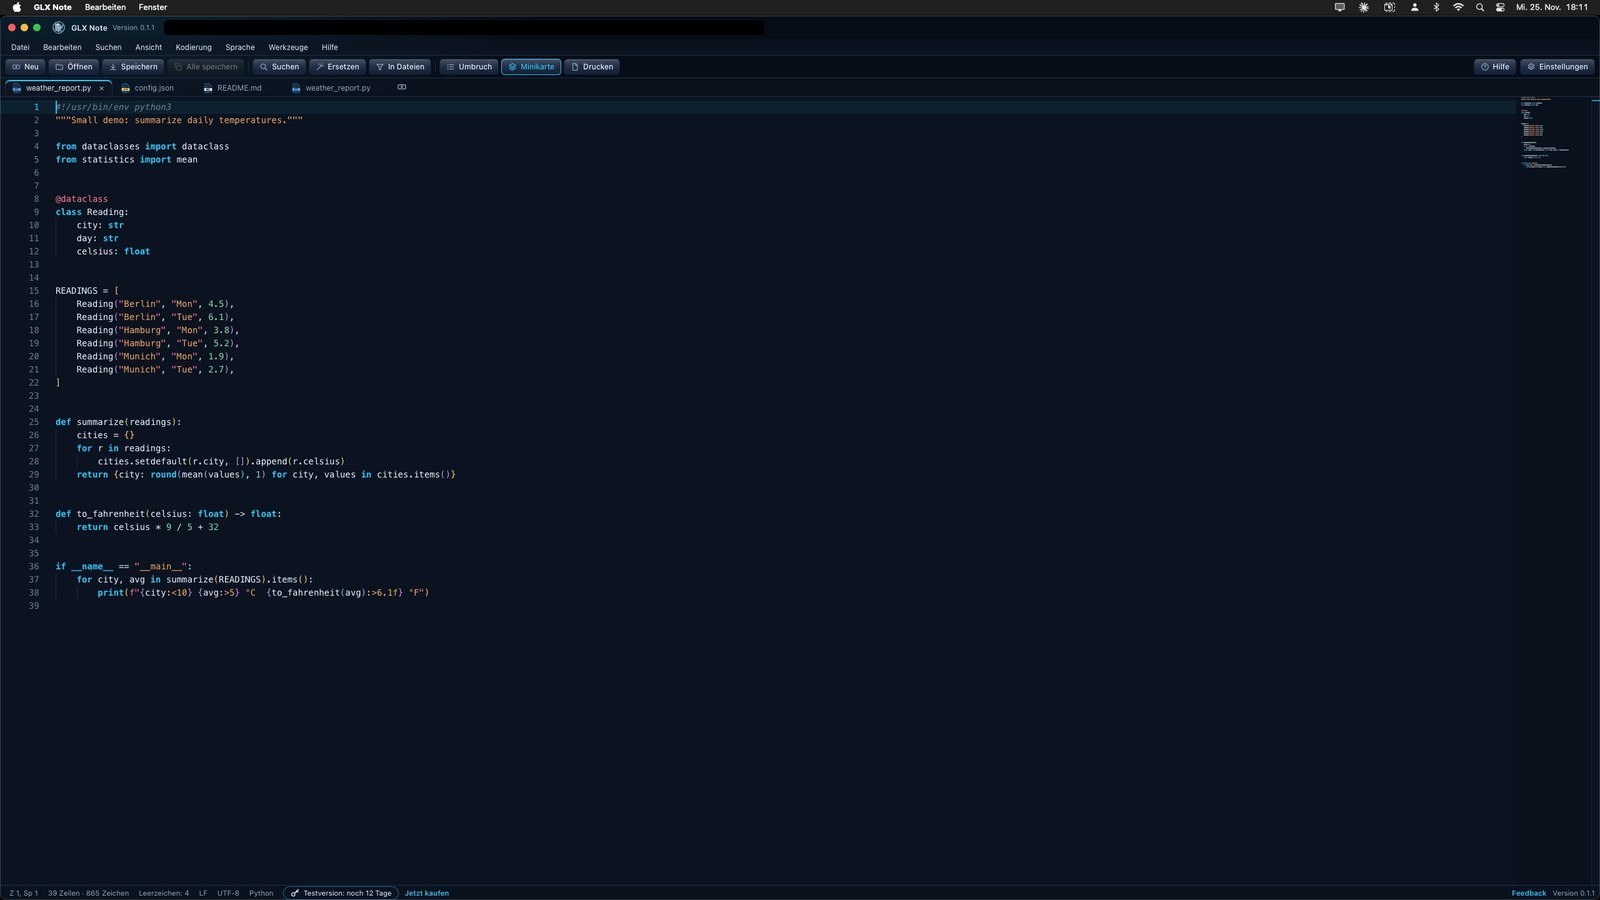 GLX Note Bearbeiten Fenster Mi. 25. Nov. 18:11
GLX Note Version 0.1.1
Datei Bearbeiten Suchen Ansicht Kodierung Sprache Werkzeuge Hilfe
Neu Öffnen Speichern Alle speichern Suchen Ersetzen In Dateien Umbruch Minikarte Drucken Hilfe Einstellungen
weather_report.py × config.json README.md weather_report.py
1 #!/usr/bin/env python3
2 """Small demo: summarize daily temperatures."""
3
4 from dataclasses import dataclass
5 from statistics import mean
6
7
8 @dataclass
9 class Reading:
10     city: str
11     day: str
12     celsius: float
13
14
15 READINGS = [
16     Reading("Berlin", "Mon", 4.5),
17     Reading("Berlin", "Tue", 6.1),
18     Reading("Hamburg", "Mon", 3.8),
19     Reading("Hamburg", "Tue", 5.2),
20     Reading("Munich", "Mon", 1.9),
21     Reading("Munich", "Tue", 2.7),
22 ]
23
24
25 def summarize(readings):
26     cities = {}
27     for r in readings:
28         cities.setdefault(r.city, []).append(r.celsius)
29     return {city: round(mean(values), 1) for city, values in cities.items()}
30
31
32 def to_fahrenheit(celsius: float) -> float:
33     return celsius * 9 / 5 + 32
34
35
36 if __name__ == "__main__":
37     for city, avg in summarize(READINGS).items():
38         print(f"{city:<10} {avg:>5} °C  {to_fahrenheit(avg):>6.1f} °F")
39
Z 1, Sp 1 39 Zeilen · 865 Zeichen Leerzeichen: 4 LF UTF-8 Python Testversion: noch 12 Tage Jetzt kaufen Feedback Version 0.1.1